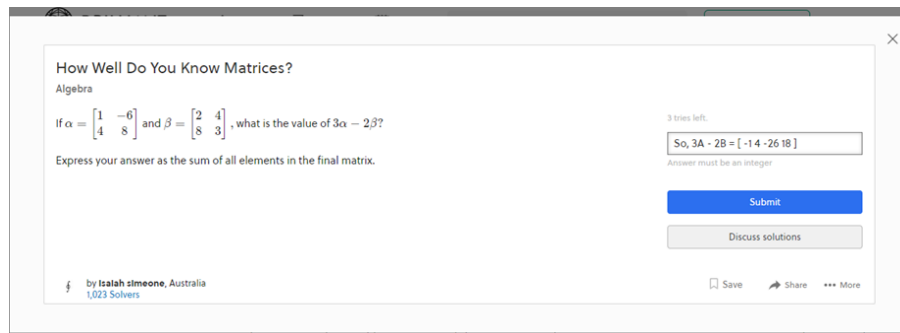 How Well Do You Know Matrices?
Algebra
If α = [1 −6 4 8] and β = [2 4 8 3], what is the value of 3α − 2β?
Express your answer as the sum of all elements in the final matrix.
3 tries left.
So, 3A - 2B = [ -14 -26 18 ]
Answer must be an integer
Submit
Discuss solutions
by Isaiah simeone, Australia
1,023 Solvers
Save Share More